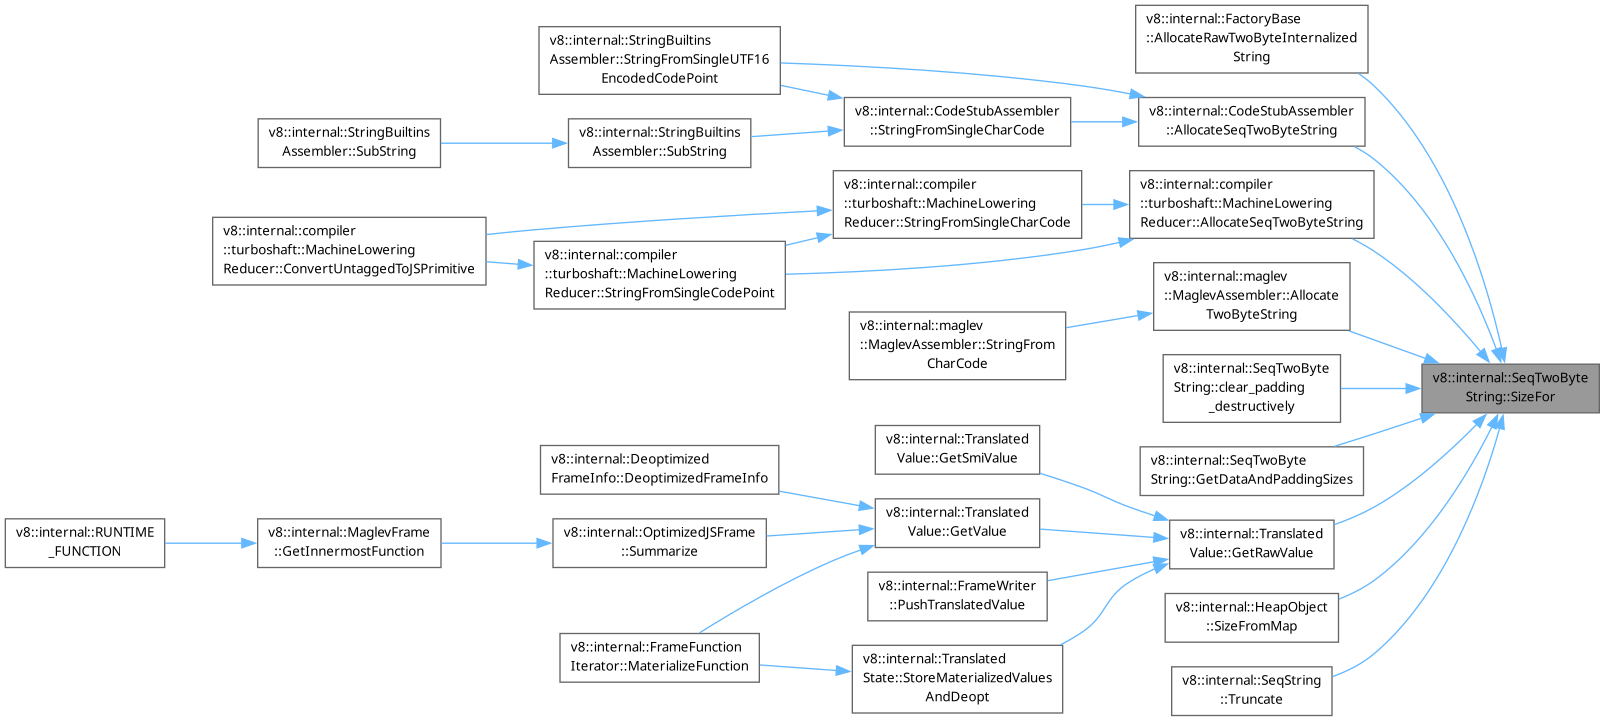 v8::internal::FactoryBase
::AllocateRawTwoByteInternalized
String
v8::internal::StringBuiltins
Assembler::StringFromSingleUTF16
EncodedCodePoint
v8::internal::CodeStubAssembler
::StringFromSingleCharCode
v8::internal::CodeStubAssembler
::AllocateSeqTwoByteString
v8::internal::StringBuiltins
Assembler::SubString
v8::internal::StringBuiltins
Assembler::SubString
v8::internal::compiler
::turboshaft::MachineLowering
Reducer::StringFromSingleCharCode
v8::internal::compiler
::turboshaft::MachineLowering
Reducer::AllocateSeqTwoByteString
v8::internal::compiler
::turboshaft::MachineLowering
Reducer::ConvertUntaggedToJSPrimitive
v8::internal::compiler
::turboshaft::MachineLowering
Reducer::StringFromSingleCodePoint
v8::internal::maglev
::MaglevAssembler::Allocate
TwoByteString
v8::internal::maglev
::MaglevAssembler::StringFrom
CharCode
v8::internal::SeqTwoByte
String::clear_padding
_destructively
v8::internal::SeqTwoByte
String::SizeFor
v8::internal::SeqTwoByte
String::GetDataAndPaddingSizes
v8::internal::Translated
Value::GetSmiValue
v8::internal::Deoptimized
FrameInfo::DeoptimizedFrameInfo
v8::internal::Translated
Value::GetValue
v8::internal::RUNTIME
_FUNCTION
v8::internal::MaglevFrame
::GetInnermostFunction
v8::internal::OptimizedJSFrame
::Summarize
v8::internal::Translated
Value::GetRawValue
v8::internal::FrameWriter
::PushTranslatedValue
v8::internal::HeapObject
::SizeFromMap
v8::internal::FrameFunction
Iterator::MaterializeFunction
v8::internal::Translated
State::StoreMaterializedValues
AndDeopt
v8::internal::SeqString
::Truncate